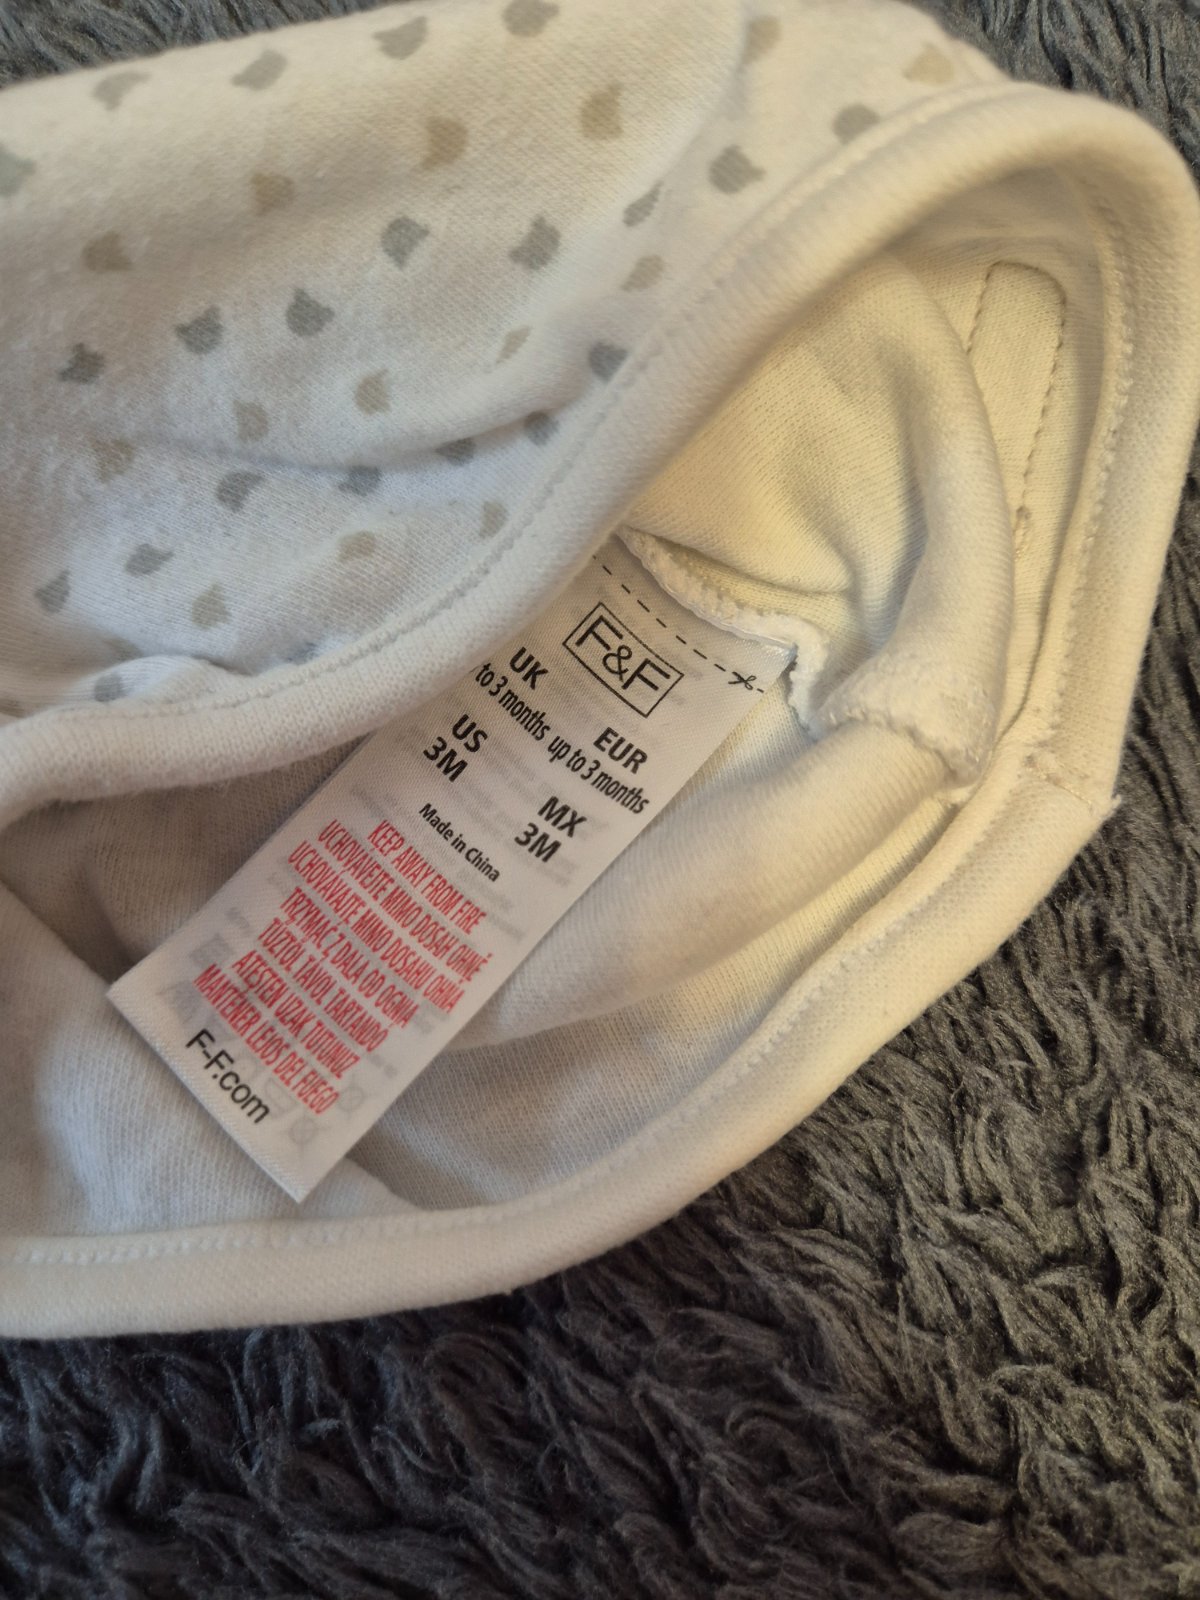 F&F
UK
to 3 months
EUR
up to 3 months
US
3M
MX
3M
Made in China
KEEP AWAY FROM FIRE
UCHOVAVEJTE MIMO DOSAH OHNĚ
UCHOVÁVAJTE MIMO DOSAHU OHŇA
TRZYMAĆ Z DALA OD OGNIA
TŰZTŐL TÁVOL TARTANDÓ
ATEŞTEN UZAK TUTUNUZ
MANTENER LEJOS DEL FUEGO
F-F.com